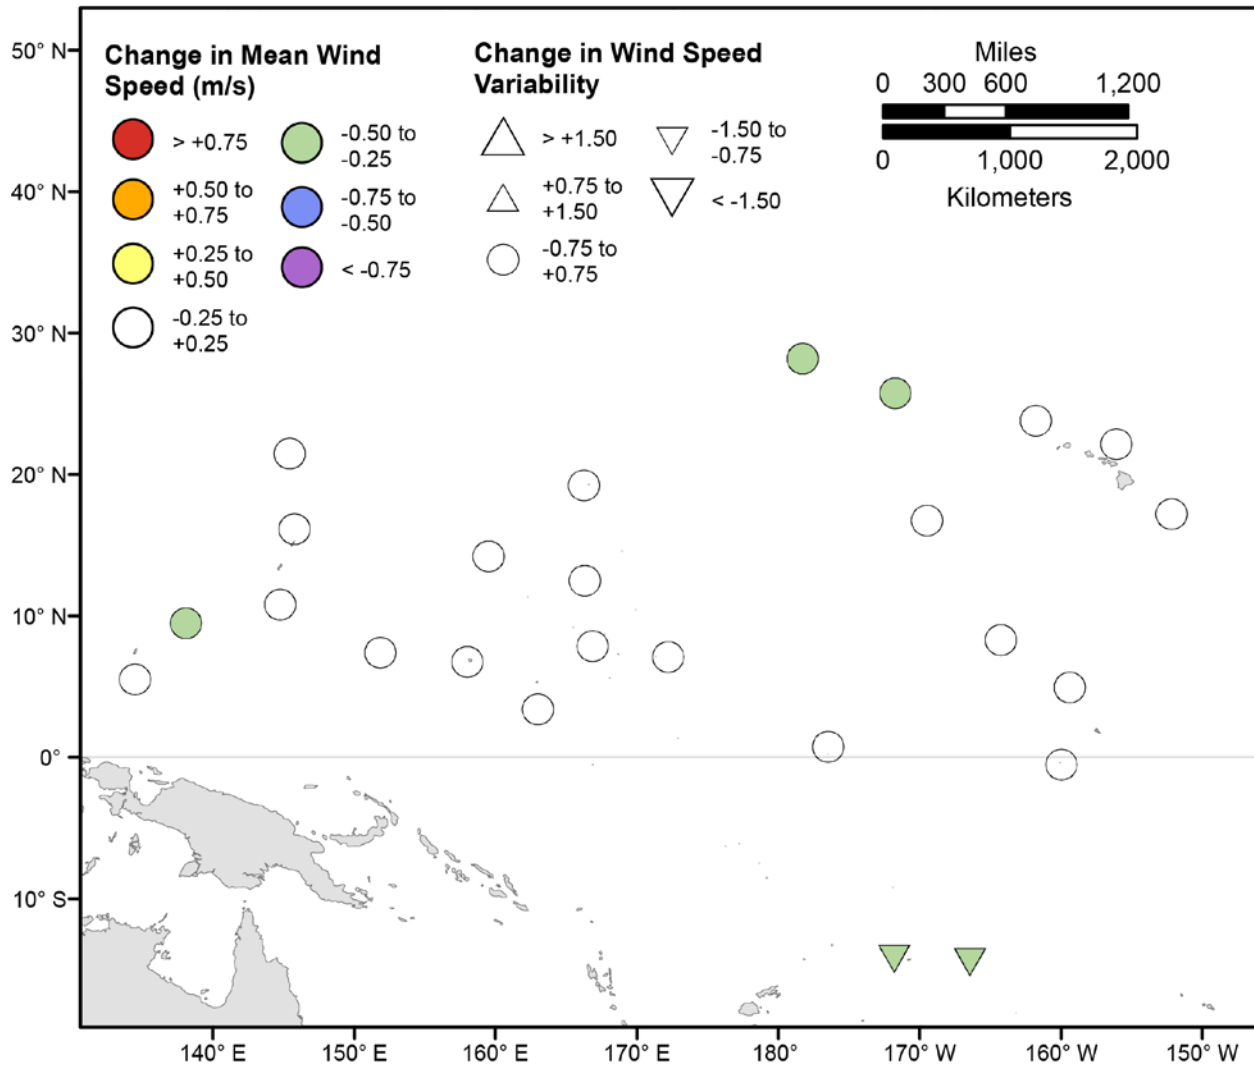 Change in Mean Wind
Speed (m/s)
> +0.75
+0.50 to
+0.75
+0.25 to
+0.50
-0.25 to
+0.25
-0.50 to
-0.25
-0.75 to
-0.50
< -0.75
Change in Wind Speed
Variability
> +1.50
+0.75 to
+1.50
-0.75 to
+0.75
-1.50 to
-0.75
< -1.50
Miles
0 300 600 1,200
0 1,000 2,000
Kilometers
50° N
40° N
30° N
20° N
10° N
0°
10° S
140° E 150° E 160° E 170° E 180° 170° W 160° W 150° W